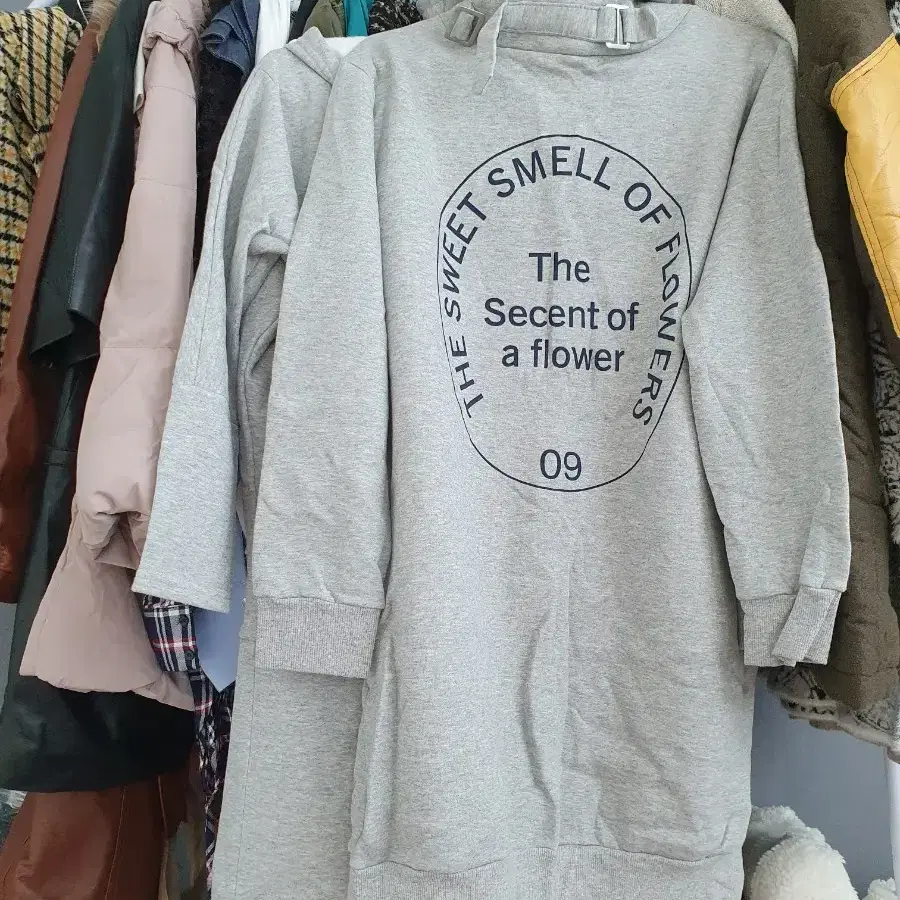 THE SWEET SMELL OF FLOWERS
The
Secent of
a flower
09